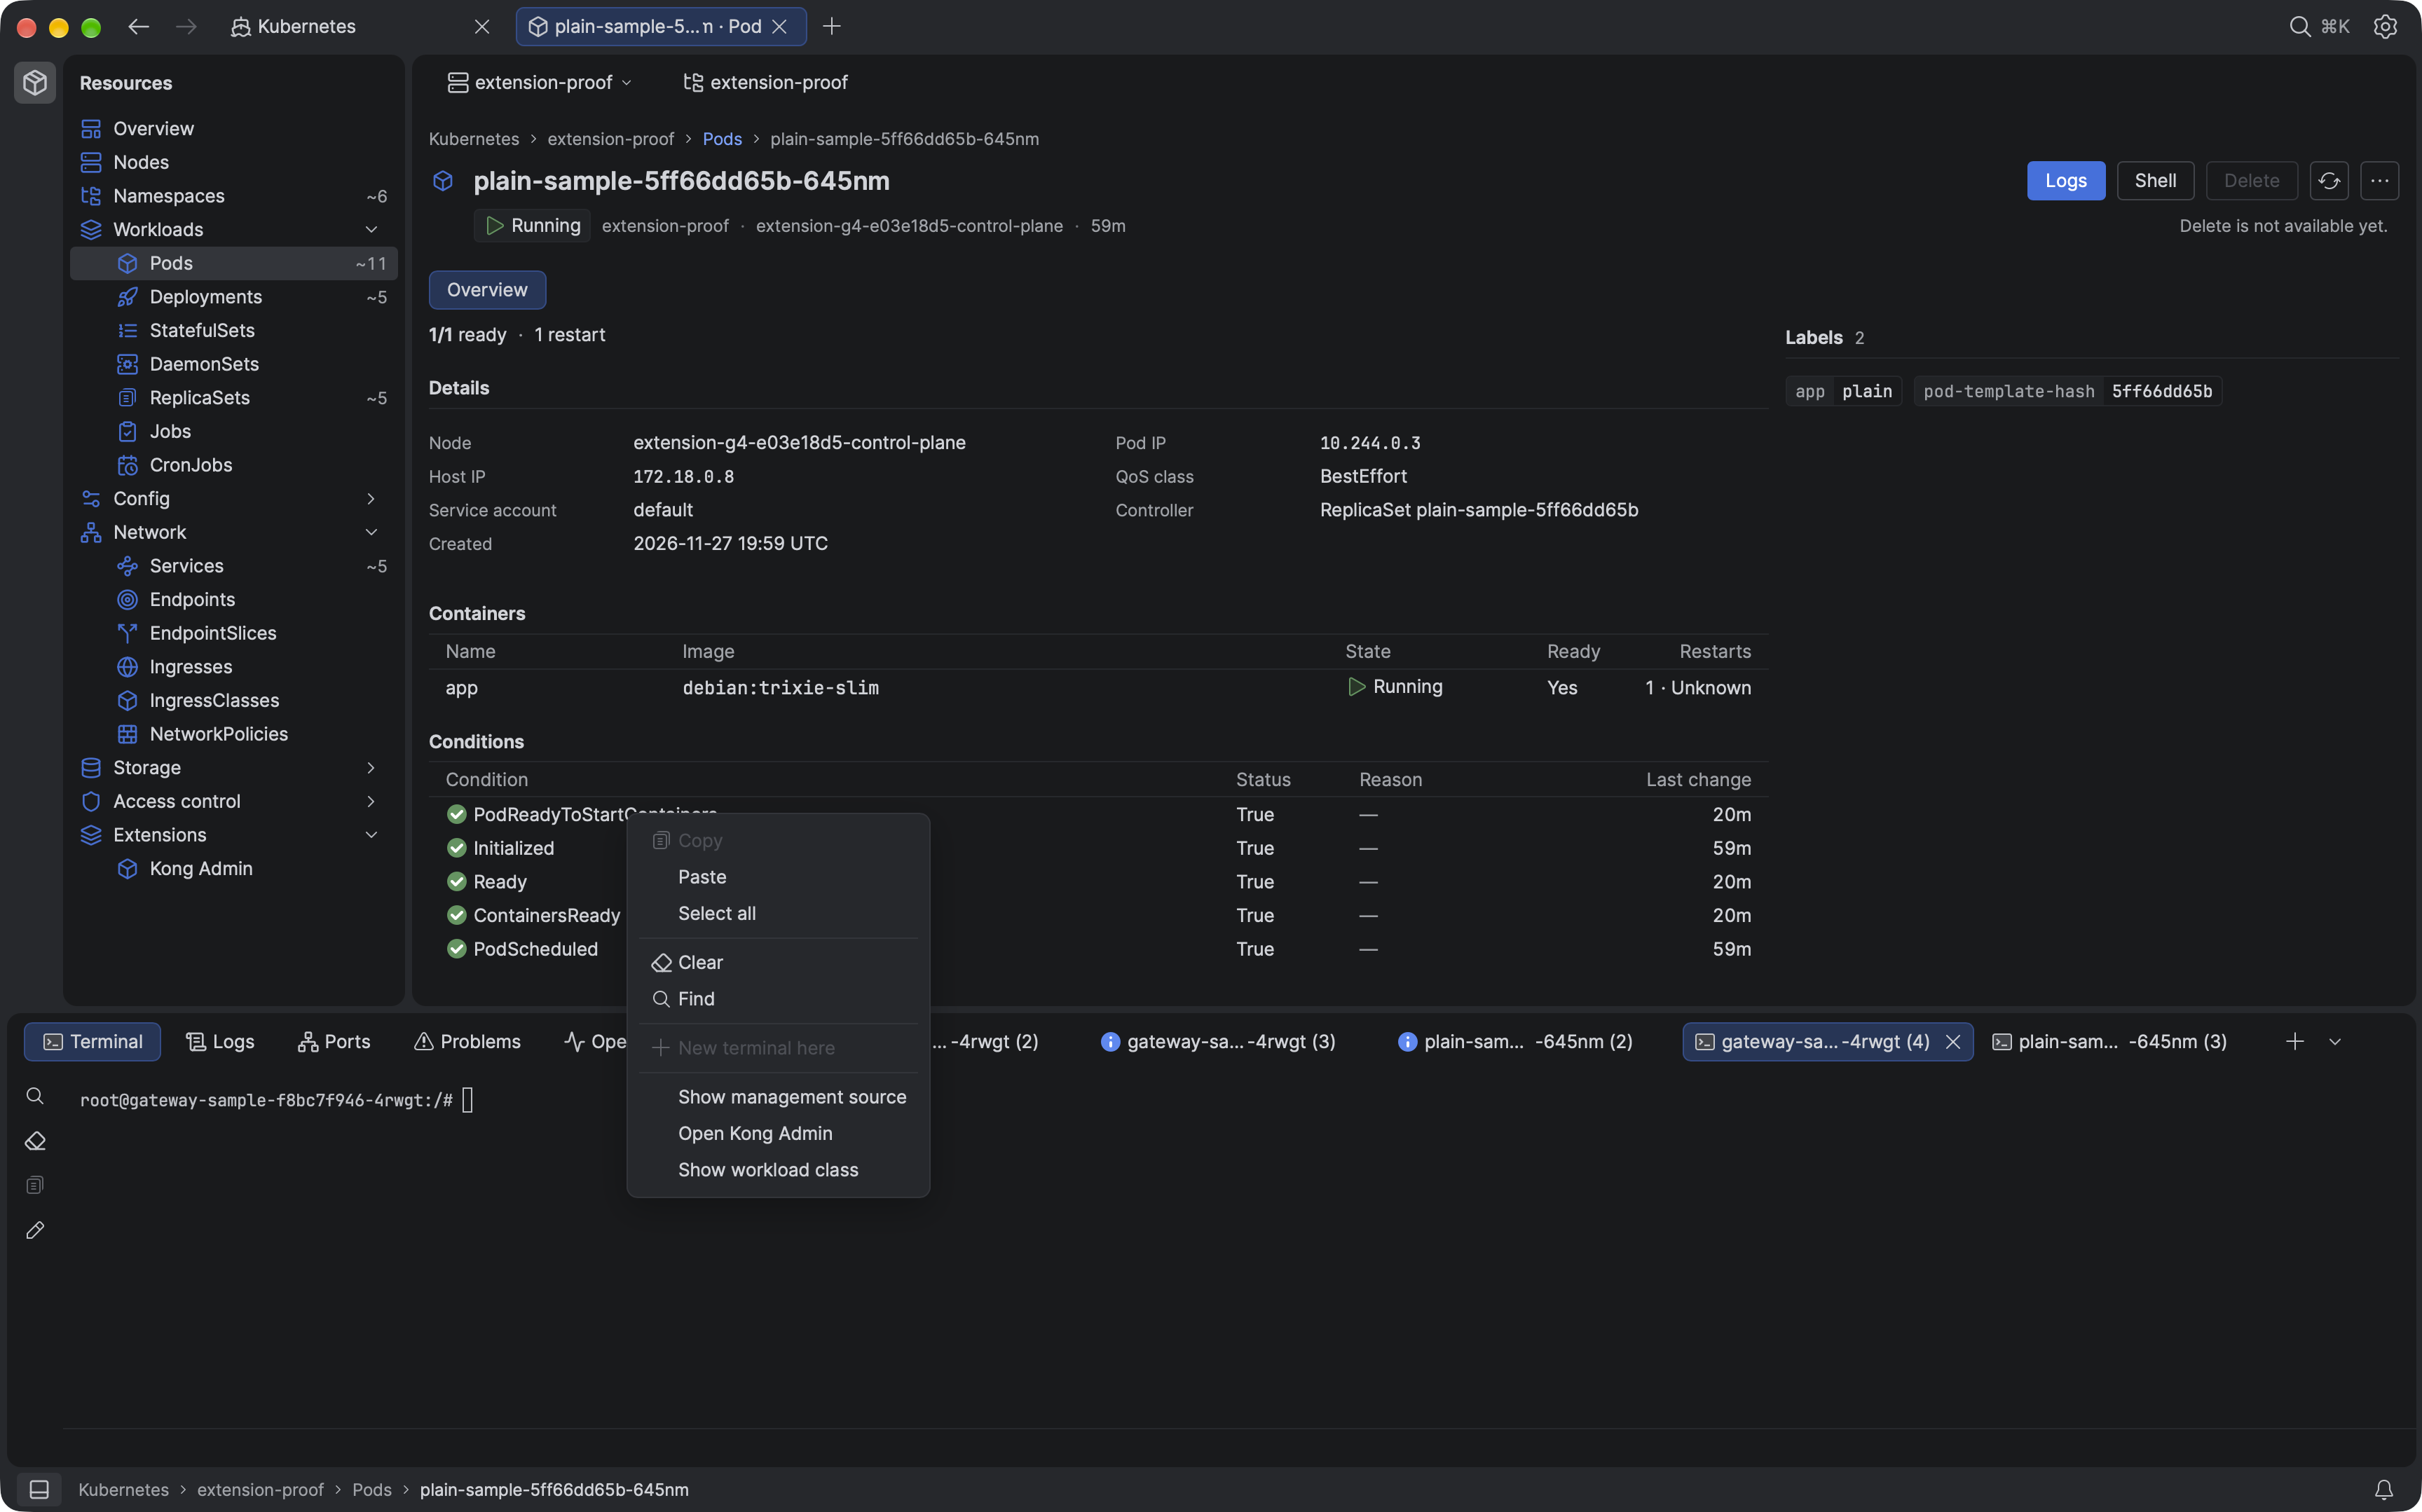 Kubernetes
plain-sample-5...n · Pod
⌘K
Resources
Overview
Nodes
Namespaces ~6
Workloads
Pods ~11
Deployments ~5
StatefulSets
DaemonSets
ReplicaSets ~5
Jobs
CronJobs
Config
Network
Services ~5
Endpoints
EndpointSlices
Ingresses
IngressClasses
NetworkPolicies
Storage
Access control
Extensions
Kong Admin
extension-proof extension-proof
Kubernetes › extension-proof › Pods › plain-sample-5ff66dd65b-645nm
plain-sample-5ff66dd65b-645nm
Logs Shell Delete ...
Running extension-proof · extension-g4-e03e18d5-control-plane · 59m
Delete is not available yet.
Overview
1/1 ready · 1 restart
Labels 2
app plain pod-template-hash 5ff66dd65b
Details
Node extension-g4-e03e18d5-control-plane Pod IP 10.244.0.3
Host IP 172.18.0.8 QoS class BestEffort
Service account default Controller ReplicaSet plain-sample-5ff66dd65b
Created 2026-11-27 19:59 UTC
Containers
Name Image State Ready Restarts
app debian:trixie-slim Running Yes 1 · Unknown
Conditions
Condition Status Reason Last change
PodReadyToStartContainers True — 20m
Initialized True — 59m
Ready True — 20m
ContainersReady True — 20m
PodScheduled True — 59m
Copy
Paste
Select all
Clear
Find
New terminal here
Show management source
Open Kong Admin
Show workload class
Terminal Logs Ports Problems Ope ...-4rwgt (2) gateway-sa...-4rwgt (3) plain-sam... -645nm (2) gateway-sa...-4rwgt (4) plain-sam... -645nm (3)
root@gateway-sample-f8bc7f946-4rwgt:/#
Kubernetes › extension-proof › Pods › plain-sample-5ff66dd65b-645nm